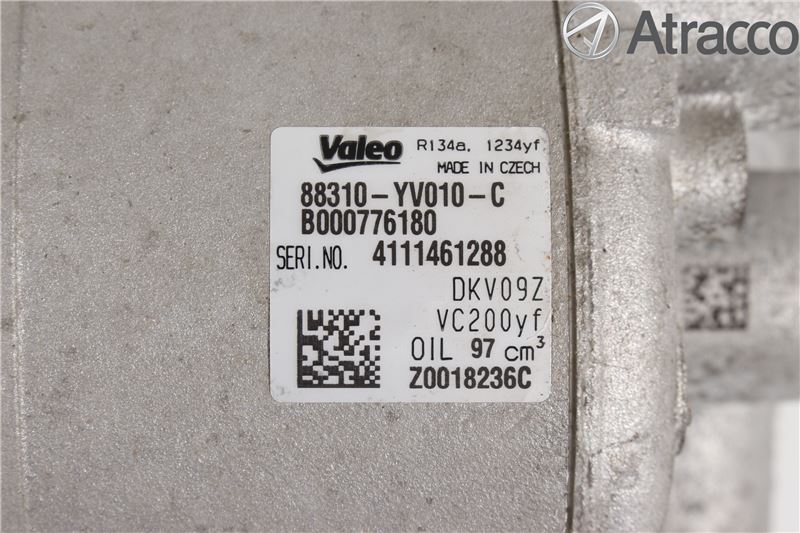 Atracco
Valeo R134a, 1234yf
MADE IN CZECH
88310-YV010-C
B000776180
SERI.NO. 4111461288
DKV09Z
VC200yf
OIL 97 cm³
Z0018236C